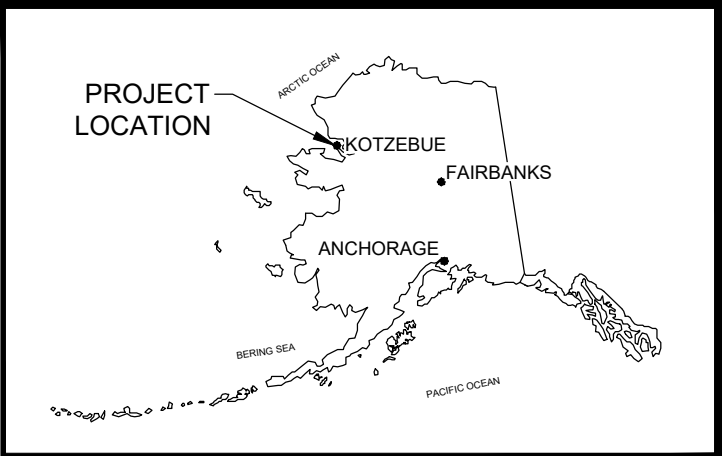 ARCTIC OCEAN
PROJECT
LOCATION
KOTZEBUE
FAIRBANKS
ANCHORAGE
BERING SEA
PACIFIC OCEAN